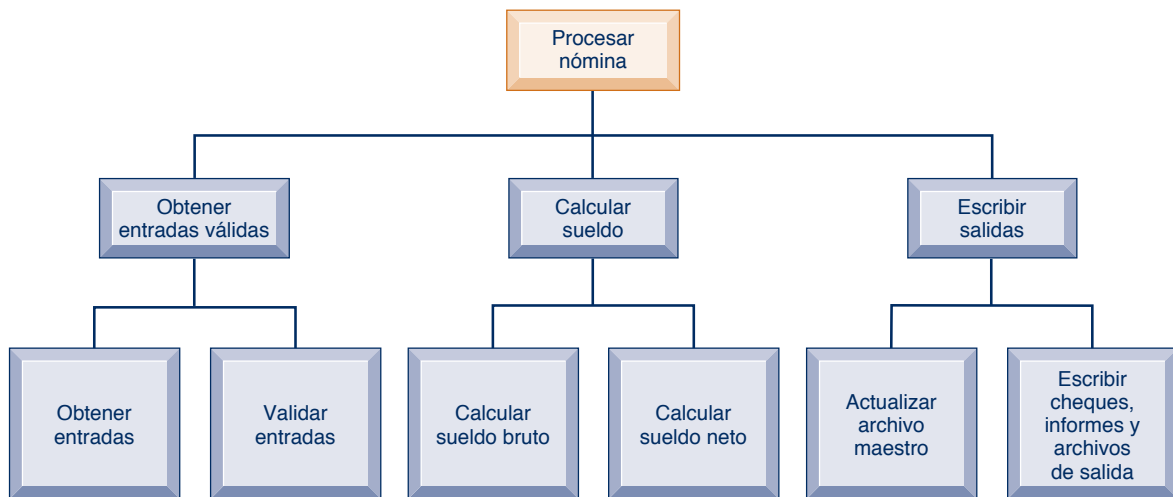 Procesar
nómina
Obtener
entradas válidas
Calcular
sueldo
Escribir
salidas
Obtener
entradas
Validar
entradas
Calcular
sueldo bruto
Calcular
sueldo neto
Actualizar
archivo
maestro
Escribir
cheques,
informes y
archivos
de salida